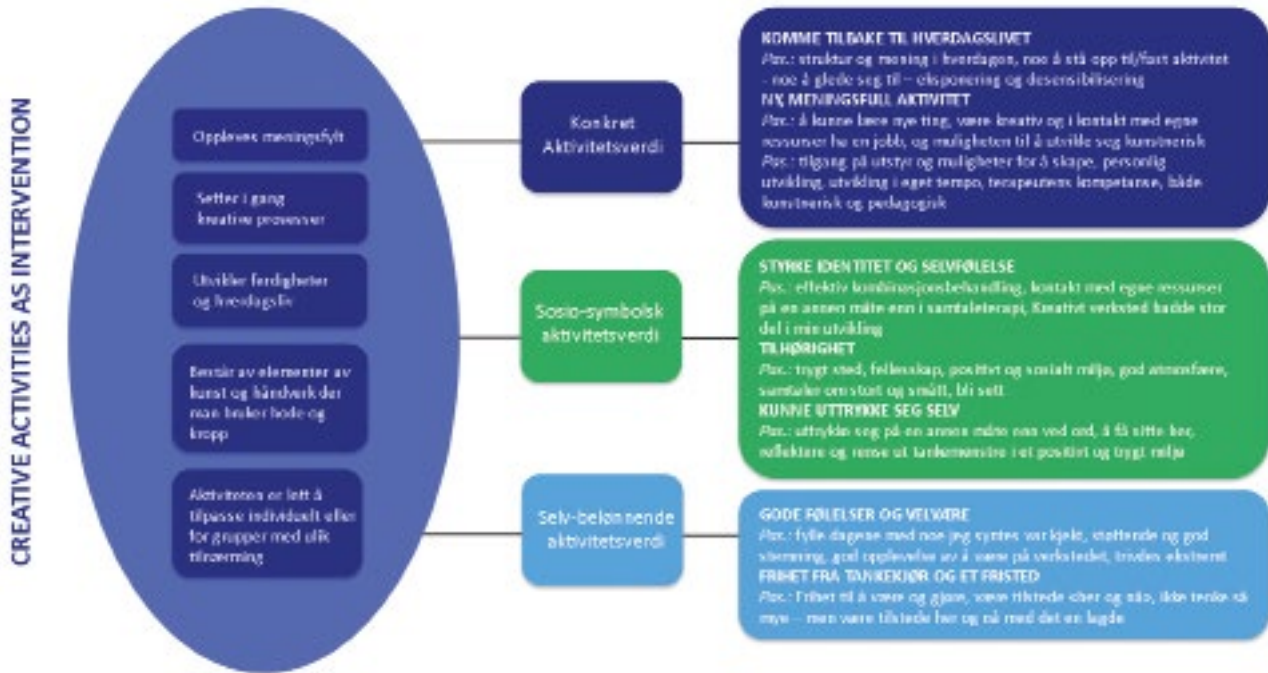 CREATIVE ACTIVITIES AS INTERVENTION
Oppleves meningsfylt
Setter i gang
kreative prosesser
Utvikler ferdigheter
og hverdagsliv
Består av elementer av
kunst og håndverk der
man bruker hode og
kropp
Aktiviteten er lett å
tilpasse individuelt eller
for grupper med ulik
tilnærming
Konkret
Aktivitetsverdi
KOMME TILBAKE TIL HVERDAGSLIVET
Pas.: struktur og mening i hverdagen, noe å stå opp til/fast aktivitet
- noe å glede seg til – eksponering og desensibilisering
NY, MENINGSFULL AKTIVITET
Pas.: å kunne lære nye ting, være kreativ og i kontakt med egne
ressurser ha en jobb, og muligheten til å utvikle seg kunstnerisk
Pas.: tilgang på utstyr og muligheter for å skape, personlig
utvikling, utvikling i eget tempo, terapeutens kompetanse, både
kunstnerisk og pedagogisk
Sosio-symbolsk
aktivitetsverdi
STYRKE IDENTITET OG SELVFØLELSE
Pas.: effektiv kombinasjonsbehandling, kontakt med egne ressurser
på en annen måte enn i samtaleterapi, Kreativt verksted hadde stor
del i min utvikling
TILHØRIGHET
Pas.: trygt sted, fellesskap, positivt og sosialt miljø, god atmosfære,
samtaler om stort og smått, bli sett
KUNNE UTTRYKKE SEG SELV
Pas.: uttrykke seg på en annen måte enn ved ord, å få sitte her,
reflektere og rense ut tankemønstre i et positivt og trygt miljø
Selv-belønnende
aktivitetsverdi
GODE FØLELSER OG VELVÆRE
Pas.: fylle dagene med noe jeg syntes var kjekt, støttende og god
stemning, god opplevelse av å være på verkstedet, trivdes ekstremt
FRIHET FRA TANKEKJØR OG ET FRISTED
Pas.: Frihet til å være og gjøre, være tilstede «her og nå», ikke tenke så
mye – men være tilstede her og nå med det en lagde